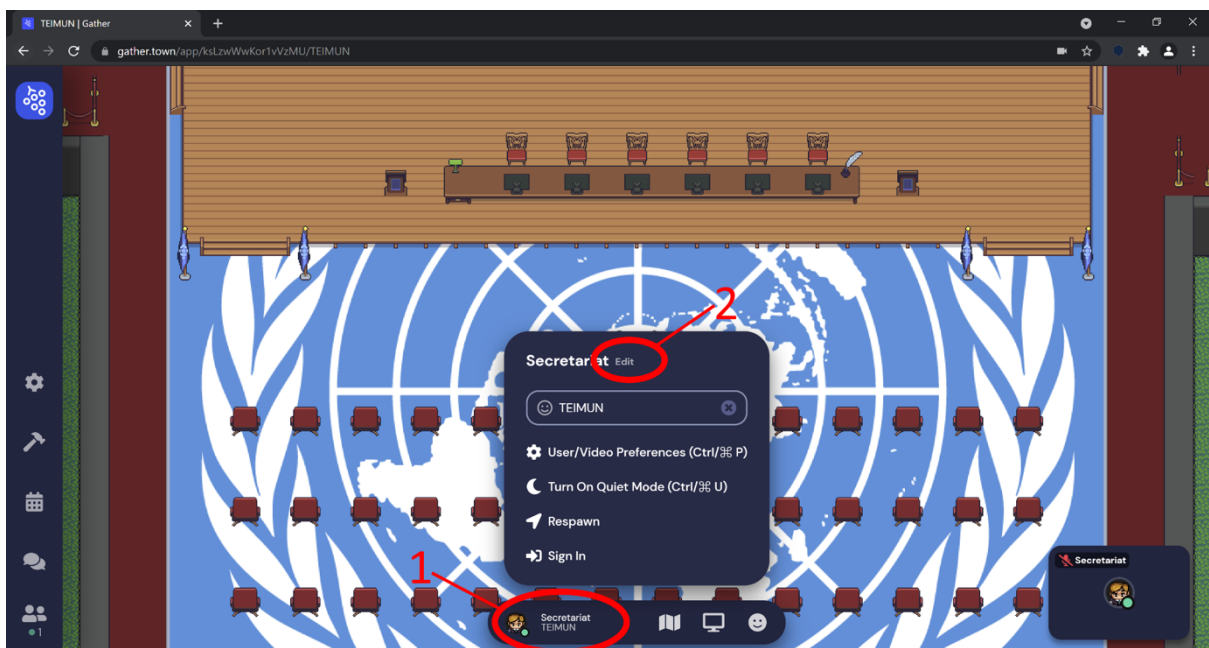 TEIMUN | Gather
gather.town/app/ksLzwWwKor1vVzMU/TEIMUN
2
Secretariat Edit
TEIMUN
User/Video Preferences (Ctrl/⌘ P)
Turn On Quiet Mode (Ctrl/⌘ U)
Respawn
Sign In
1
Secretariat
Secretariat
TEIMUN
1